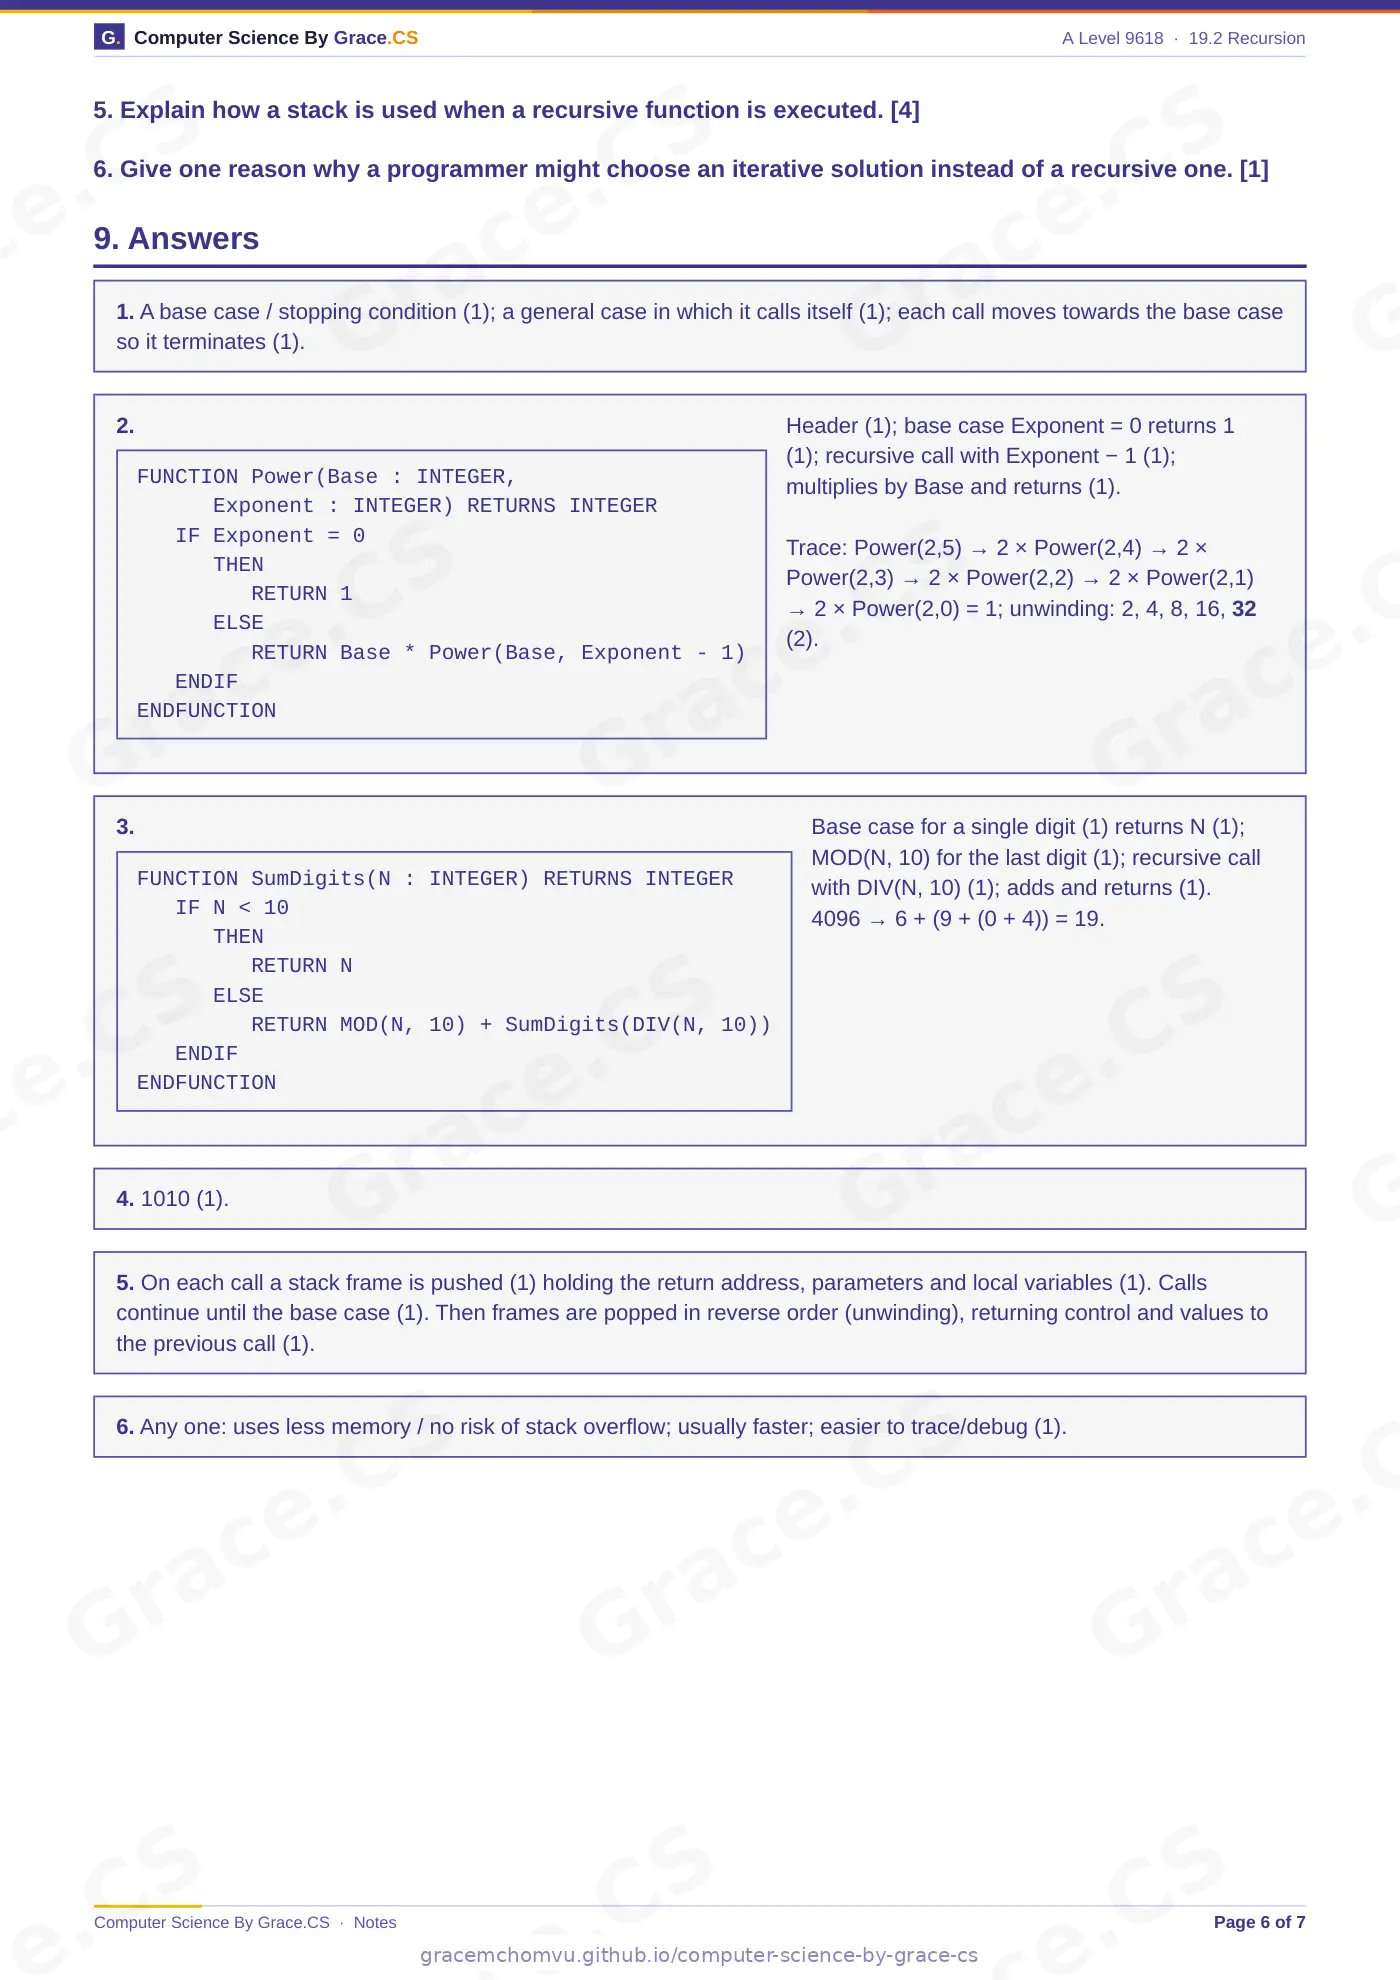 G. Computer Science By Grace.CS
A Level 9618 · 19.2 Recursion
5. Explain how a stack is used when a recursive function is executed. [4]
6. Give one reason why a programmer might choose an iterative solution instead of a recursive one. [1]
9. Answers
1. A base case / stopping condition (1); a general case in which it calls itself (1); each call moves towards the base case
so it terminates (1).
2.
FUNCTION Power(Base : INTEGER,
      Exponent : INTEGER) RETURNS INTEGER
   IF Exponent = 0
      THEN
         RETURN 1
      ELSE
         RETURN Base * Power(Base, Exponent - 1)
   ENDIF
ENDFUNCTION
Header (1); base case Exponent = 0 returns 1
(1); recursive call with Exponent − 1 (1);
multiplies by Base and returns (1).
Trace: Power(2,5) → 2 × Power(2,4) → 2 ×
Power(2,3) → 2 × Power(2,2) → 2 × Power(2,1)
→ 2 × Power(2,0) = 1; unwinding: 2, 4, 8, 16, 32
(2).
3.
FUNCTION SumDigits(N : INTEGER) RETURNS INTEGER
   IF N < 10
      THEN
         RETURN N
      ELSE
         RETURN MOD(N, 10) + SumDigits(DIV(N, 10))
   ENDIF
ENDFUNCTION
Base case for a single digit (1) returns N (1);
MOD(N, 10) for the last digit (1); recursive call
with DIV(N, 10) (1); adds and returns (1).
4096 → 6 + (9 + (0 + 4)) = 19.
4. 1010 (1).
5. On each call a stack frame is pushed (1) holding the return address, parameters and local variables (1). Calls
continue until the base case (1). Then frames are popped in reverse order (unwinding), returning control and values to
the previous call (1).
6. Any one: uses less memory / no risk of stack overflow; usually faster; easier to trace/debug (1).
Computer Science By Grace.CS · Notes
Page 6 of 7
gracemchomvu.github.io/computer-science-by-grace-cs